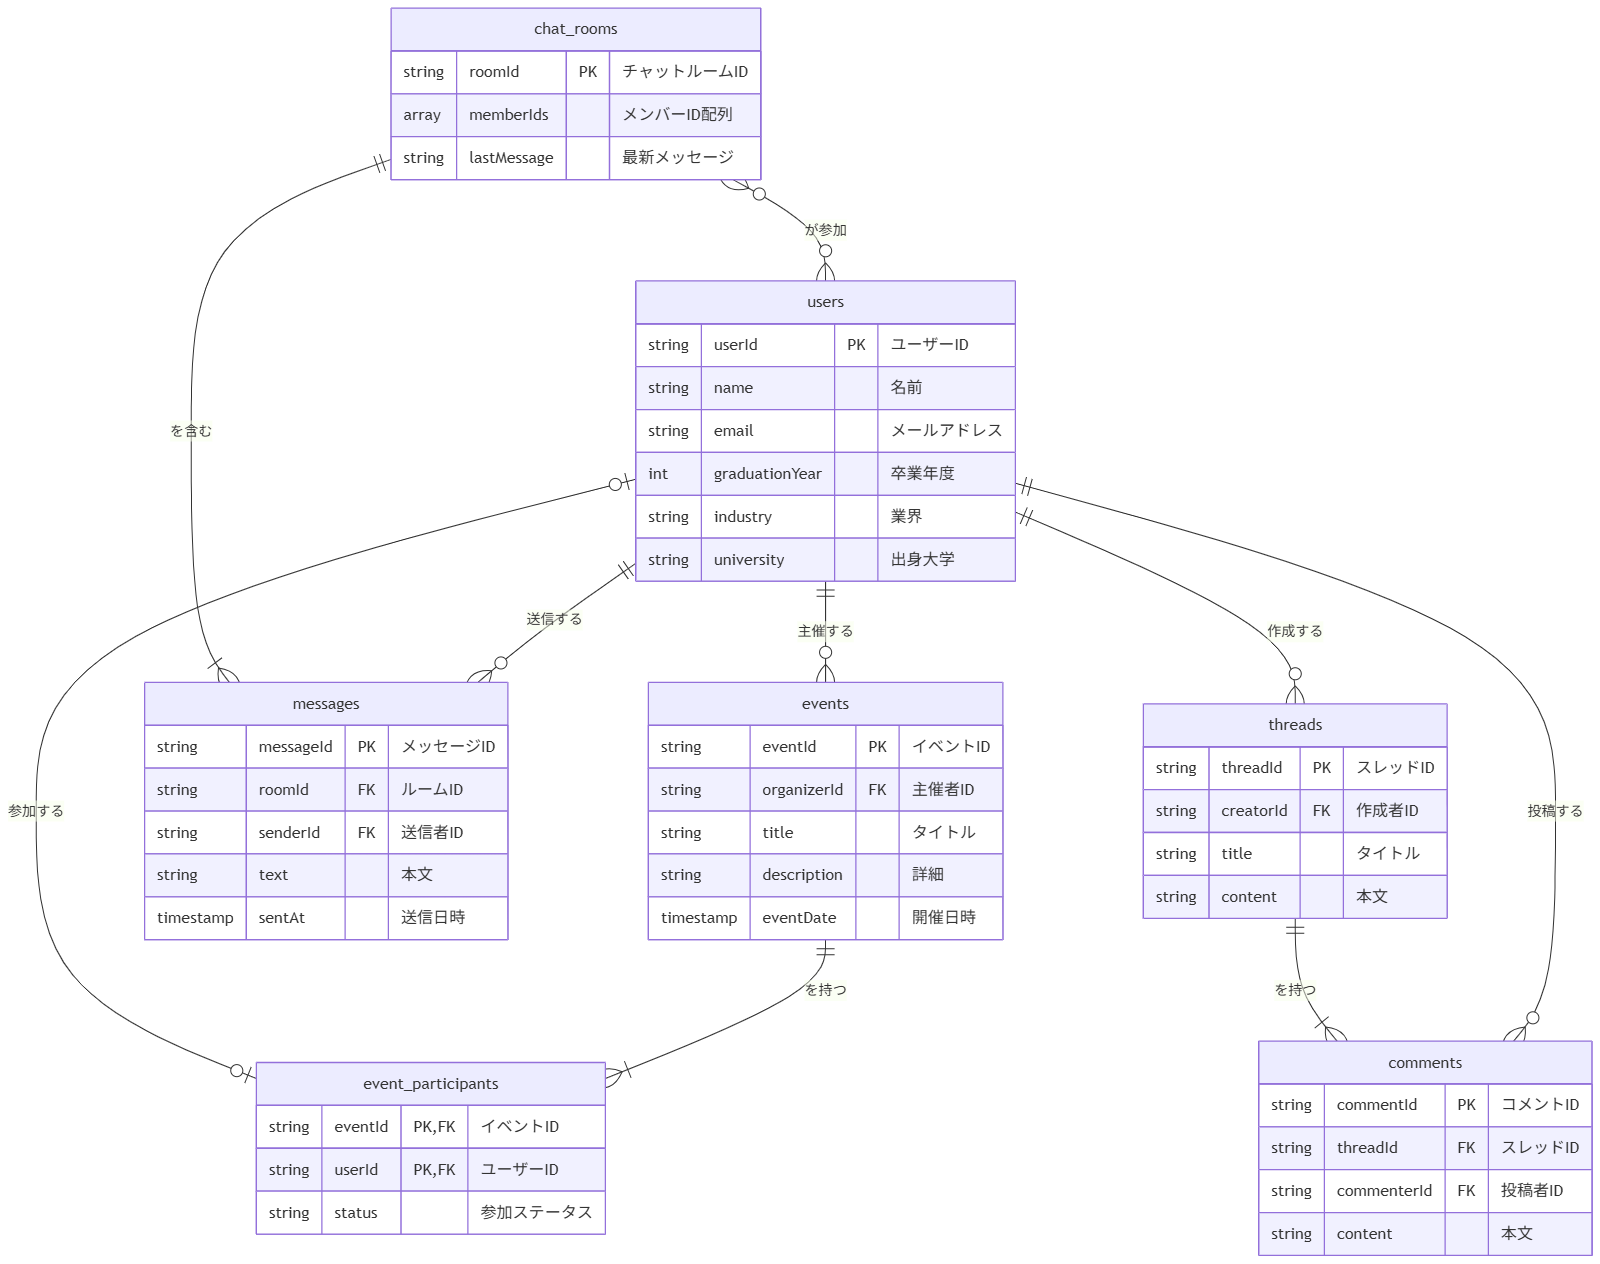 chat_rooms
string roomId PK チャットルームID
array memberIds メンバーID配列
string lastMessage 最新メッセージ
が参加
users
string userId PK ユーザーID
string name 名前
string email メールアドレス
int graduationYear 卒業年度
string industry 業界
string university 出身大学
を含む
送信する
主催する
作成する
参加する
投稿する
messages
string messageId PK メッセージID
string roomId FK ルームID
string senderId FK 送信者ID
string text 本文
timestamp sentAt 送信日時
events
string eventId PK イベントID
string organizerId FK 主催者ID
string title タイトル
string description 詳細
timestamp eventDate 開催日時
threads
string threadId PK スレッドID
string creatorId FK 作成者ID
string title タイトル
string content 本文
を持つ
を持つ
event_participants
string eventId PK,FK イベントID
string userId PK,FK ユーザーID
string status 参加ステータス
comments
string commentId PK コメントID
string threadId FK スレッドID
string commenterId FK 投稿者ID
string content 本文